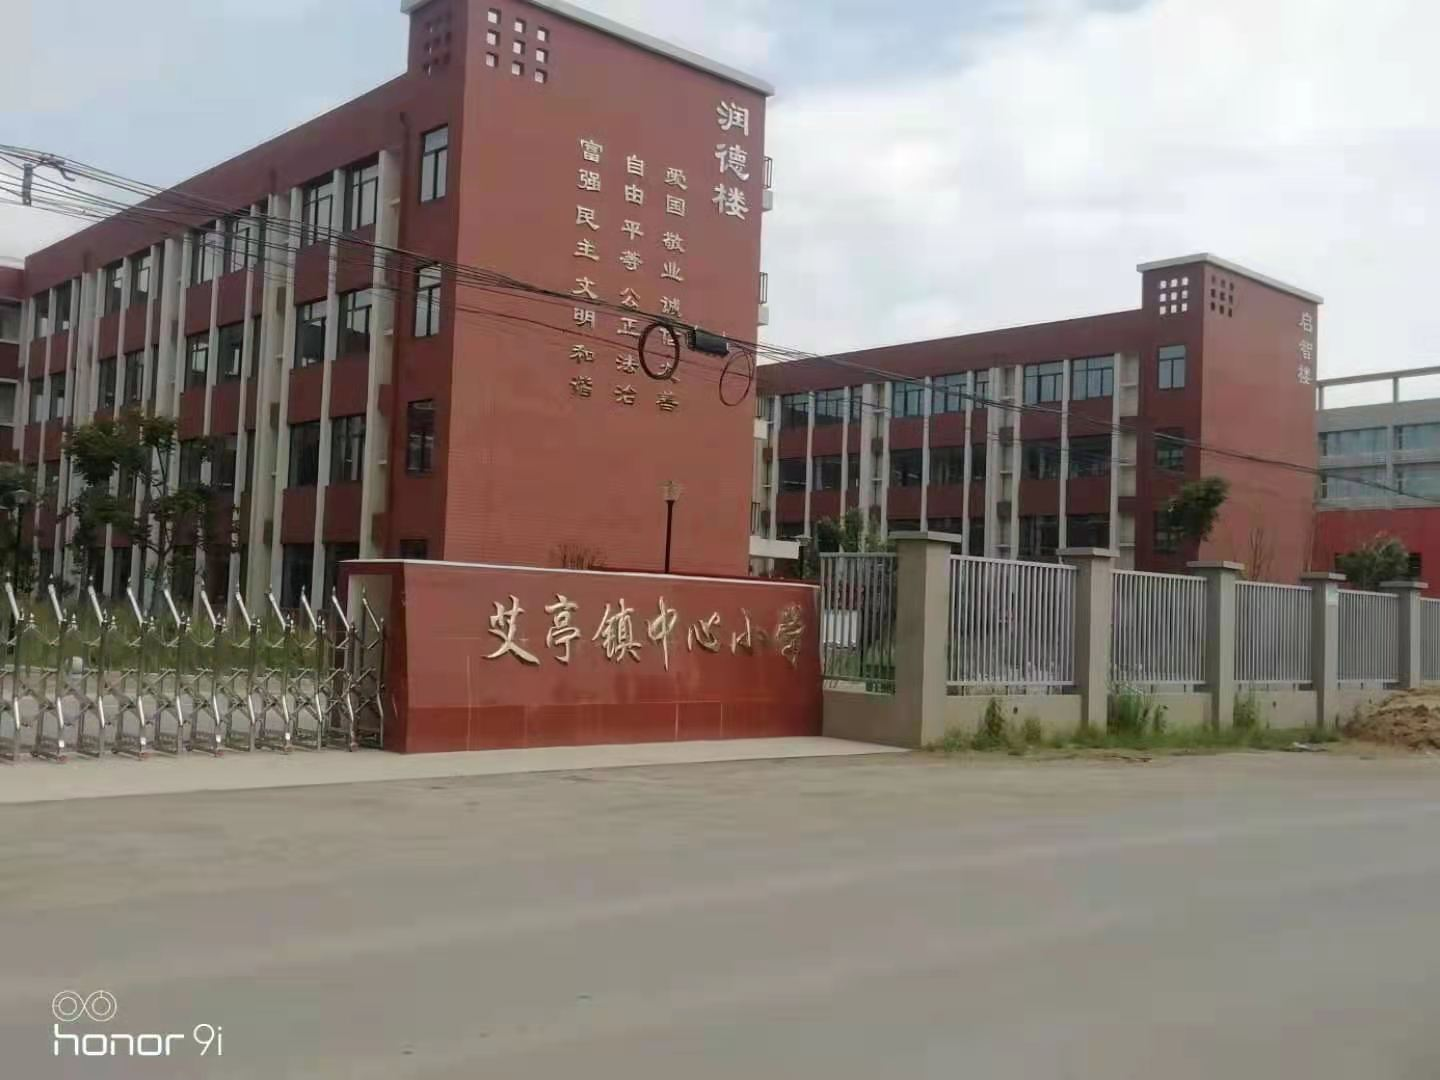 润德楼
爱国敬业诚信友善
自由平等公正法治
富强民主文明和谐
启智楼
艾亭镇中心小学
honor 9i